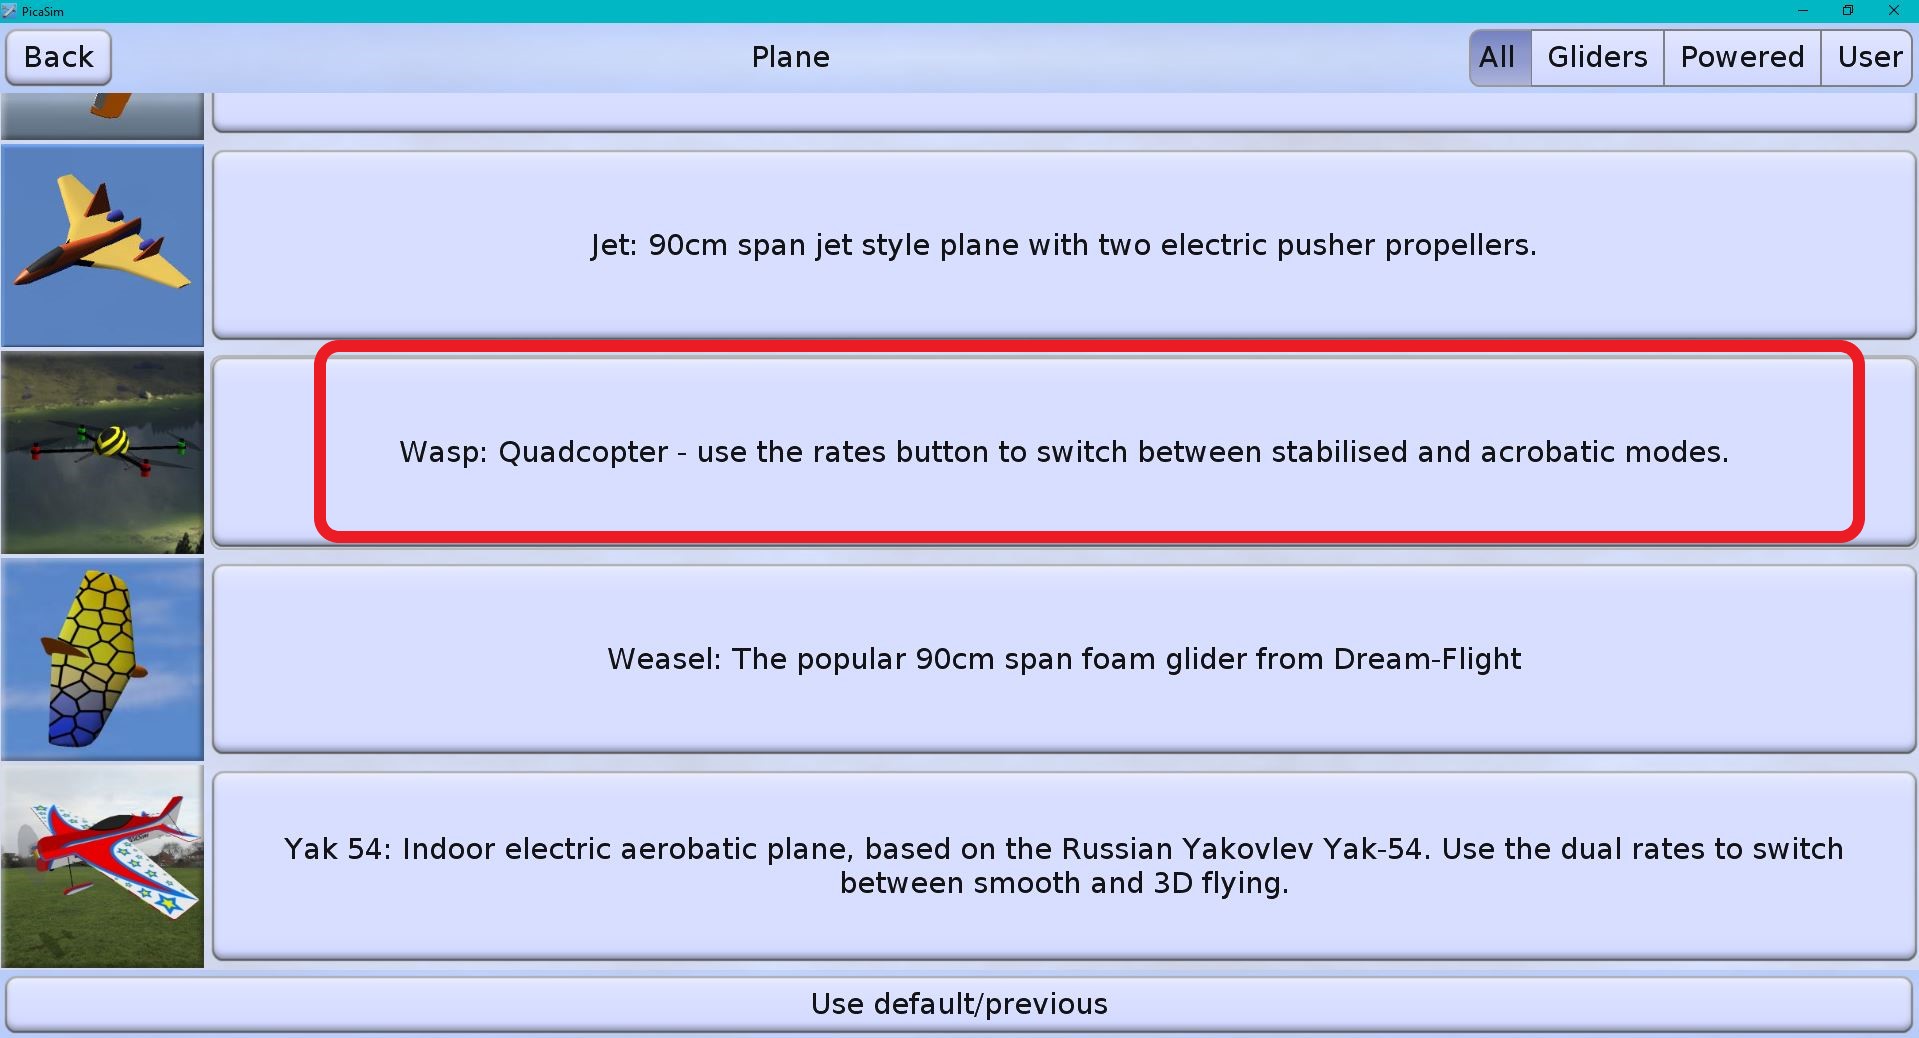 PicaSim
Back
Plane
All
Gliders
Powered
User
Jet: 90cm span jet style plane with two electric pusher propellers.
Wasp: Quadcopter - use the rates button to switch between stabilised and acrobatic modes.
Weasel: The popular 90cm span foam glider from Dream-Flight
Yak 54: Indoor electric aerobatic plane, based on the Russian Yakovlev Yak-54. Use the dual rates to switch
between smooth and 3D flying.
Use default/previous